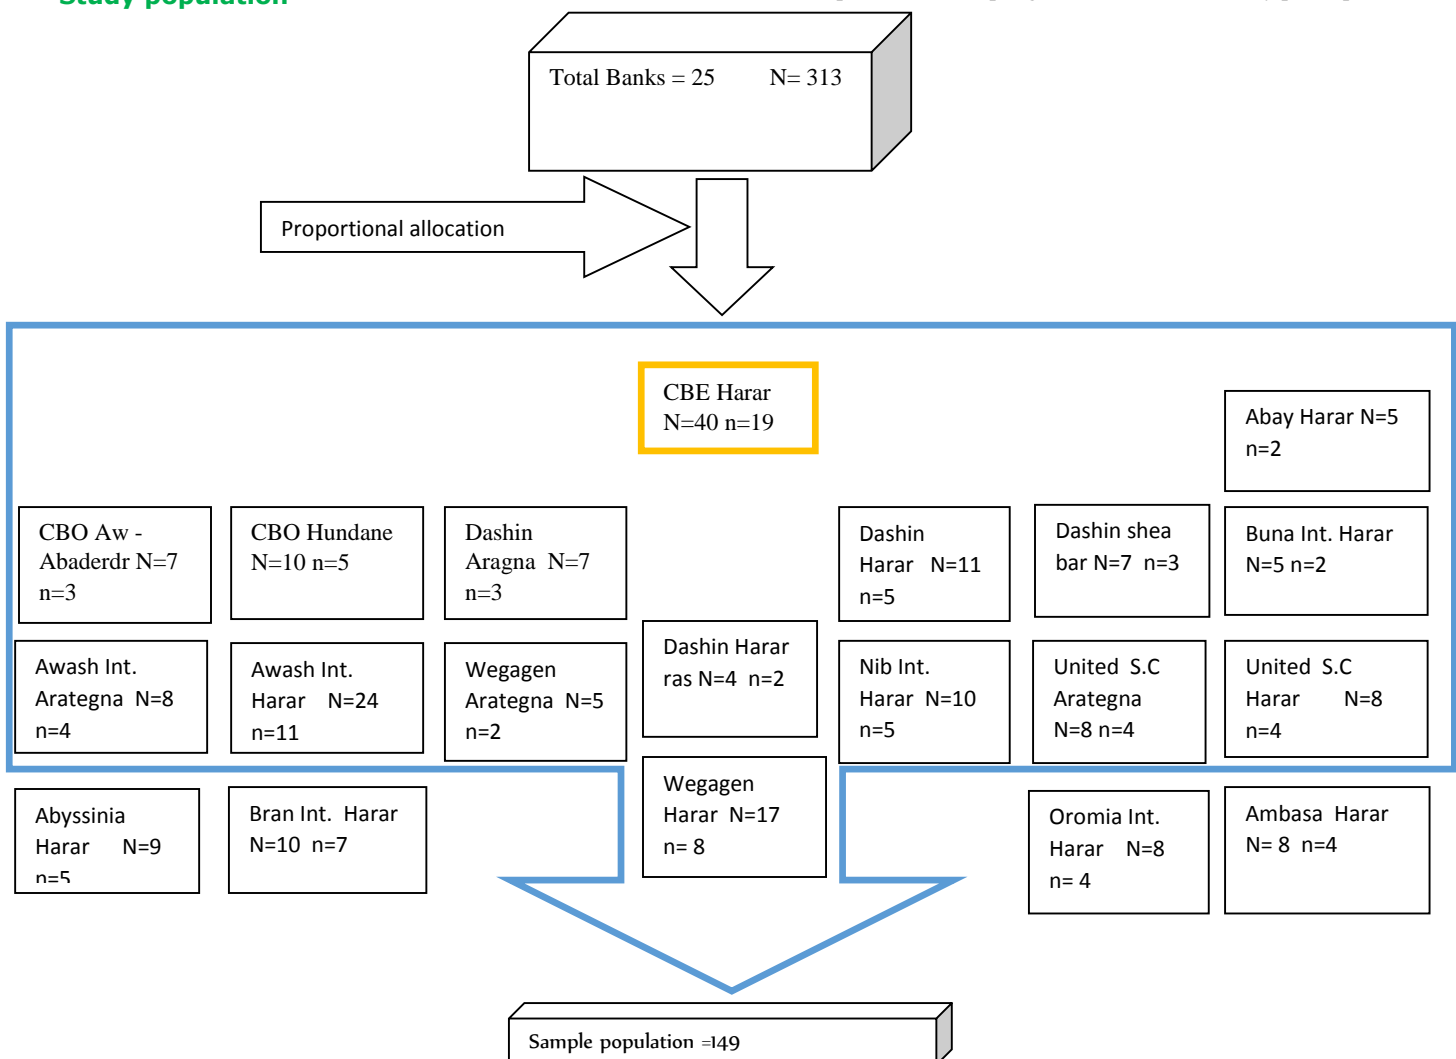 Study population
Total Banks = 25 N= 313
Proportional allocation
CBE Harar
N=40 n=19
Abay Harar N=5
n=2
CBO Aw -
Abaderdr N=7
n=3
CBO Hundane
N=10 n=5
Dashin
Aragna N=7
n=3
Dashin
Harar N=11
n=5
Dashin shea
bar N=7 n=3
Buna Int. Harar
N=5 n=2
Awash Int.
Arategna N=8
n=4
Awash Int.
Harar N=24
n=11
Wegagen
Arategna N=5
n=2
Dashin Harar
ras N=4 n=2
Nib Int.
Harar N=10
n=5
United S.C
Arategna
N=8 n=4
United S.C
Harar N=8
n=4
Abyssinia
Harar N=9
n=5
Bran Int. Harar
N=10 n=7
Wegagen
Harar N=17
n= 8
Oromia Int.
Harar N=8
n= 4
Ambasa Harar
N= 8 n=4
Sample population =149